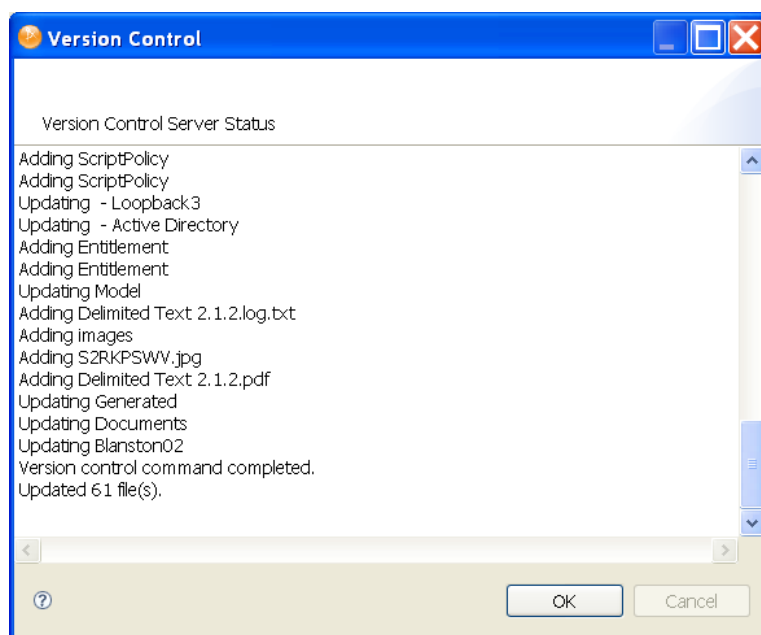 Version Control
Version Control Server Status
Adding ScriptPolicy
Adding ScriptPolicy
Updating  - Loopback3
Updating  - Active Directory
Adding Entitlement
Adding Entitlement
Updating Model
Adding Delimited Text 2.1.2.log.txt
Adding images
Adding S2RKPSWV.jpg
Adding Delimited Text 2.1.2.pdf
Updating Generated
Updating Documents
Updating Blanston02
Version control command completed.
Updated 61 file(s).
OK
Cancel